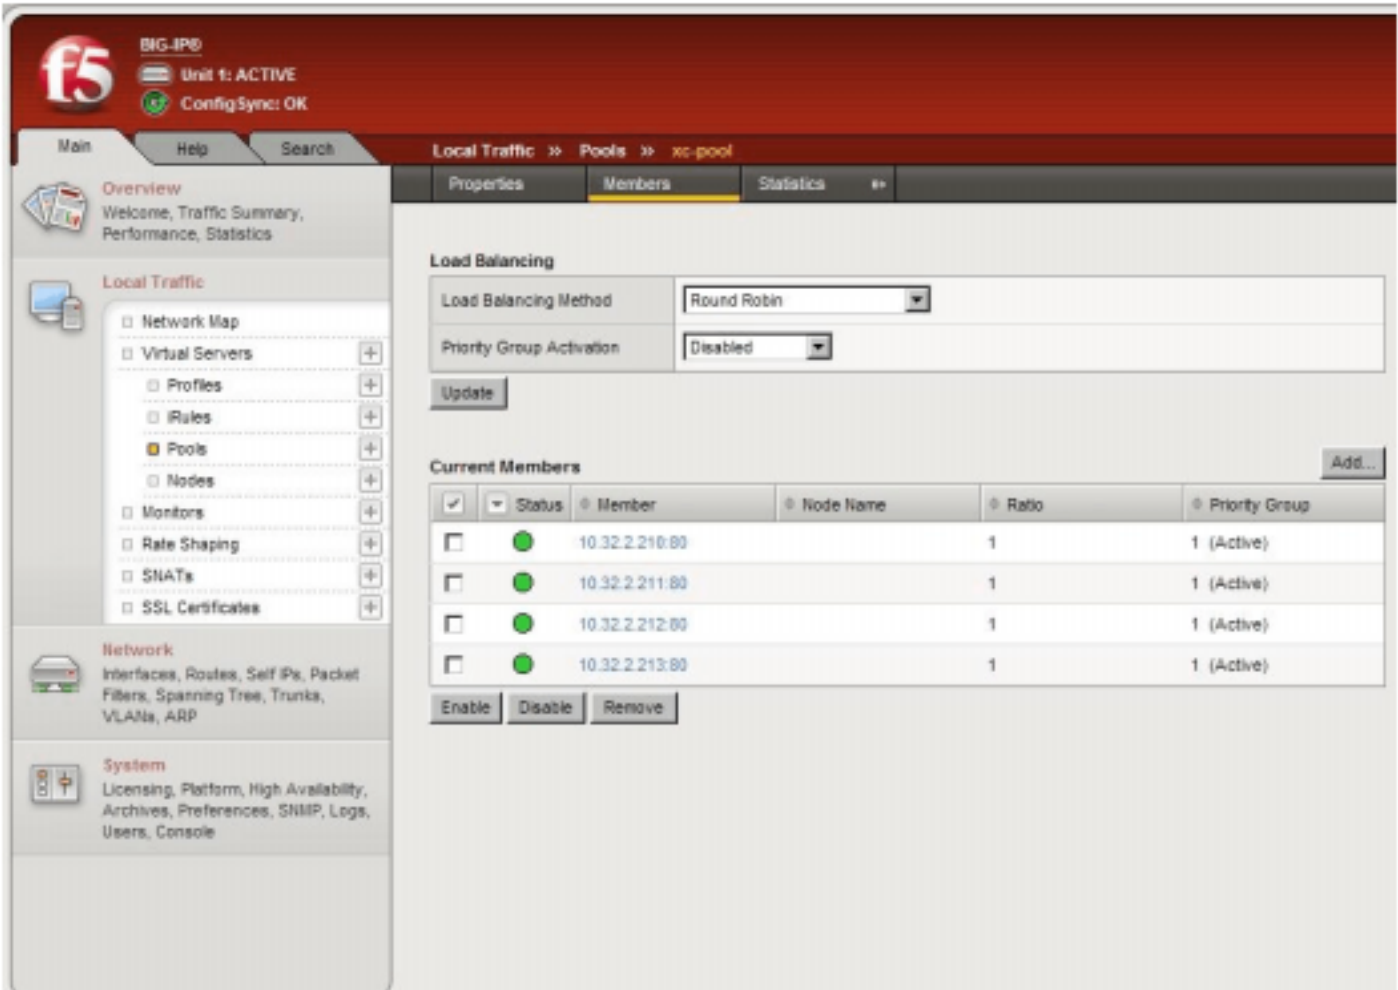 f5
BIG-IP®
Unit 1: ACTIVE
ConfigSync: OK
Main Help Search
Local Traffic » Pools » xc-pool
Properties Members Statistics
Overview
Welcome, Traffic Summary,
Performance, Statistics
Local Traffic
Network Map
Virtual Servers
Profiles
iRules
Pools
Nodes
Monitors
Rate Shaping
SNATs
SSL Certificates
Network
Interfaces, Routes, Self IPs, Packet
Filters, Spanning Tree, Trunks,
VLANs, ARP
System
Licensing, Platform, High Availability,
Archives, Preferences, SNMP, Logs,
Users, Console
Load Balancing
Load Balancing Method Round Robin
Priority Group Activation Disabled
Update
Current Members Add...
Status Member Node Name Ratio Priority Group
10.32.2.210:80 1 1 (Active)
10.32.2.211:80 1 1 (Active)
10.32.2.212:80 1 1 (Active)
10.32.2.213:80 1 1 (Active)
Enable Disable Remove